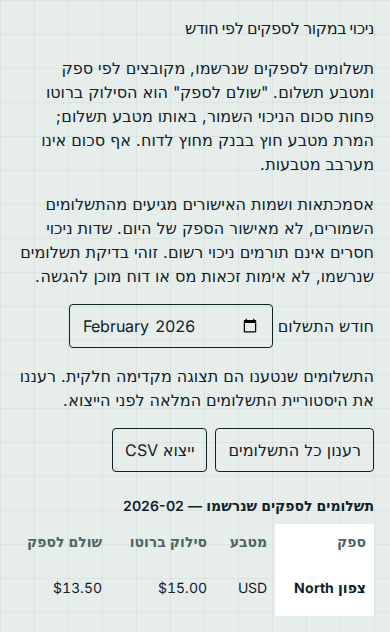 ניכוי במקור לספקים לפי חודש
תשלומים לספקים שנרשמו, מקובצים לפי ספק
ומטבע תשלום. "שולם לספק" הוא הסילוק ברוטו
פחות סכום הניכוי השמור, באותו מטבע תשלום;
המרת מטבע חוץ בבנק מחוץ לדוח. אף סכום אינו
מערבב מטבעות.
אסמכתאות ושמות האישורים מגיעים מהתשלומים
השמורים, לא מאישור הספק של היום. שדות ניכוי
חסרים אינם תורמים ניכוי רשום. זוהי בדיקת תשלומים
שנרשמו, לא אימות זכאות מס או דוח מוכן להגשה.
חודש התשלום February 2026
התשלומים שנטענו הם תצוגה מקדימה חלקית. רעננו
את היסטוריית התשלומים המלאה לפני הייצוא.
רענון כל התשלומים ייצוא CSV
תשלומים לספקים שנרשמו — 2026-02
ספק מטבע סילוק ברוטו שולם לספק
צפון North USD $15.00 $13.50